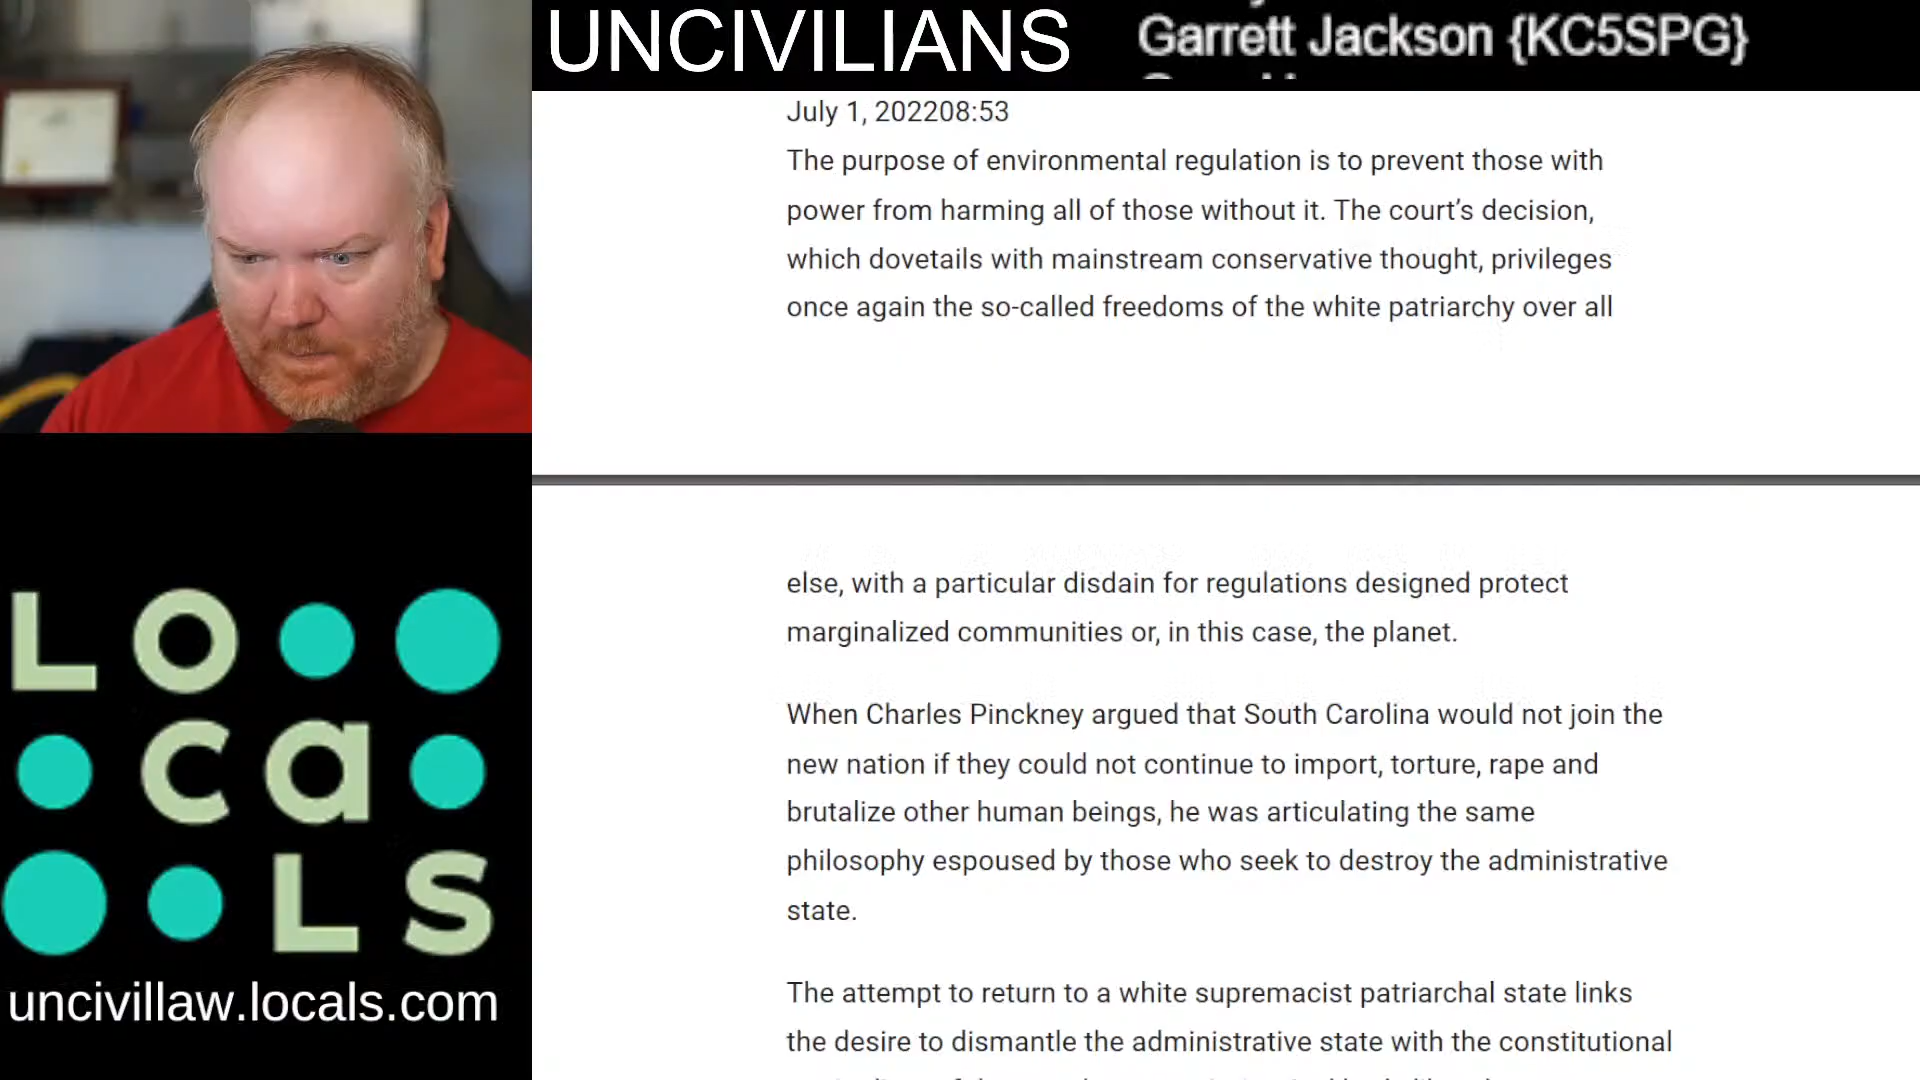 UNCIVILIANS
Garrett Jackson {KC5SPG}
July 1, 202208:53
The purpose of environmental regulation is to prevent those with
power from harming all of those without it. The court’s decision,
which dovetails with mainstream conservative thought, privileges
once again the so-called freedoms of the white patriarchy over all
else, with a particular disdain for regulations designed protect
marginalized communities or, in this case, the planet.
When Charles Pinckney argued that South Carolina would not join the
new nation if they could not continue to import, torture, rape and
brutalize other human beings, he was articulating the same
philosophy espoused by those who seek to destroy the administrative
state.
The attempt to return to a white supremacist patriarchal state links
the desire to dismantle the administrative state with the constitutional
LO
ca
LS
uncivillaw.locals.com